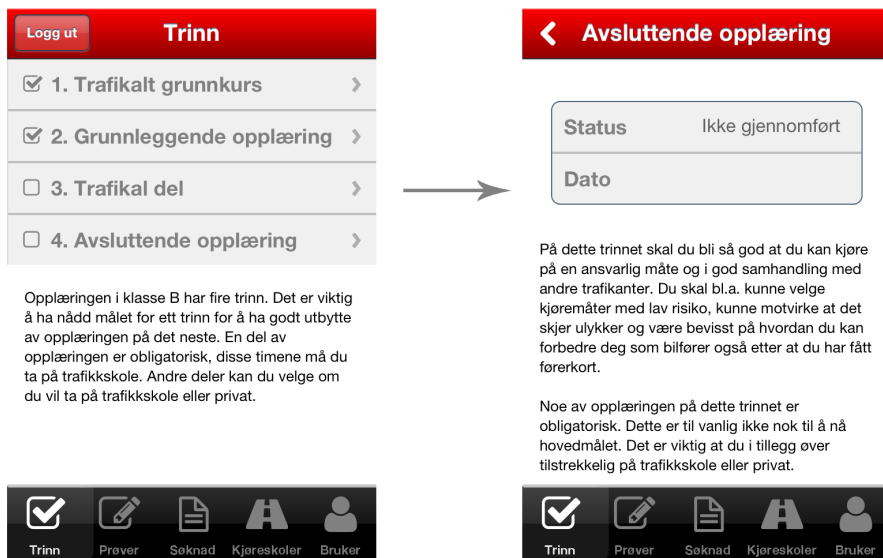 Logg ut
Trinn
1. Trafikalt grunnkurs
2. Grunnleggende opplæring
3. Trafikal del
4. Avsluttende opplæring
Opplæringen i klasse B har fire trinn. Det er viktig
å ha nådd målet for ett trinn for å ha godt utbytte
av opplæringen på det neste. En del av
opplæringen er obligatorisk, disse timene må du
ta på trafikkskole. Andre deler kan du velge om
du vil ta på trafikkskole eller privat.
Trinn Prøver Søknad Kjøreskoler Bruker
Avsluttende opplæring
Status Ikke gjennomført
Dato
På dette trinnet skal du bli så god at du kan kjøre
på en ansvarlig måte og i god samhandling med
andre trafikanter. Du skal bl.a. kunne velge
kjøremåter med lav risiko, kunne motvirke at det
skjer ulykker og være bevisst på hvordan du kan
forbedre deg som bilfører også etter at du har fått
førerkort.
Noe av opplæringen på dette trinnet er
obligatorisk. Dette er til vanlig ikke nok til å nå
hovedmålet. Det er viktig at du i tillegg øver
tilstrekkelig på trafikkskole eller privat.
Trinn Prøver Søknad Kjøreskoler Bruker